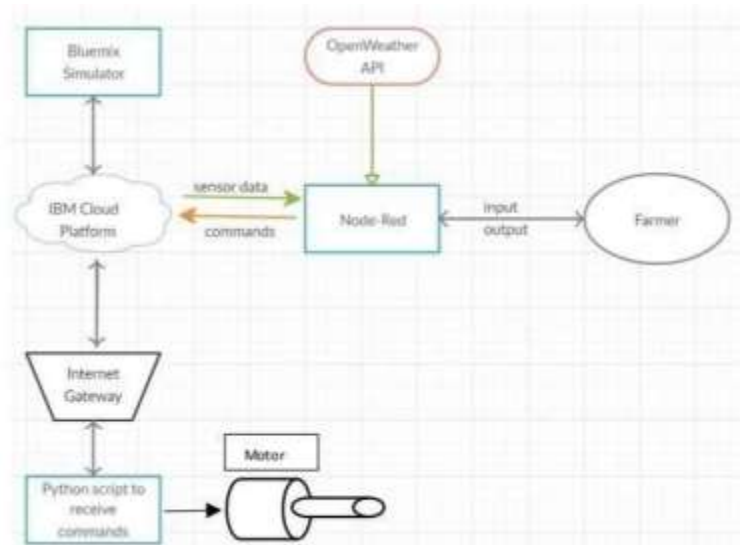 Bluemix
Simulator
OpenWeather
API
sensor data
IBM Cloud
Platform
commands
Node-Red
input
output
Farmer
Internet
Gateway
Motor
Python script to
receive
commands